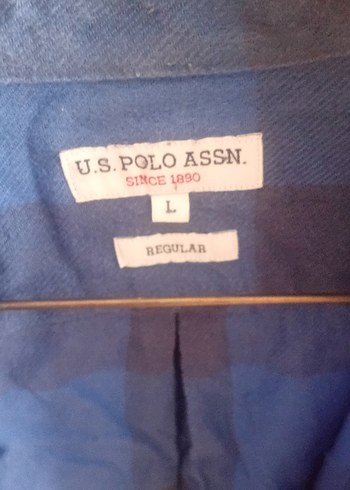 U.S. POLO ASSN.
SINCE 1890
L
REGULAR